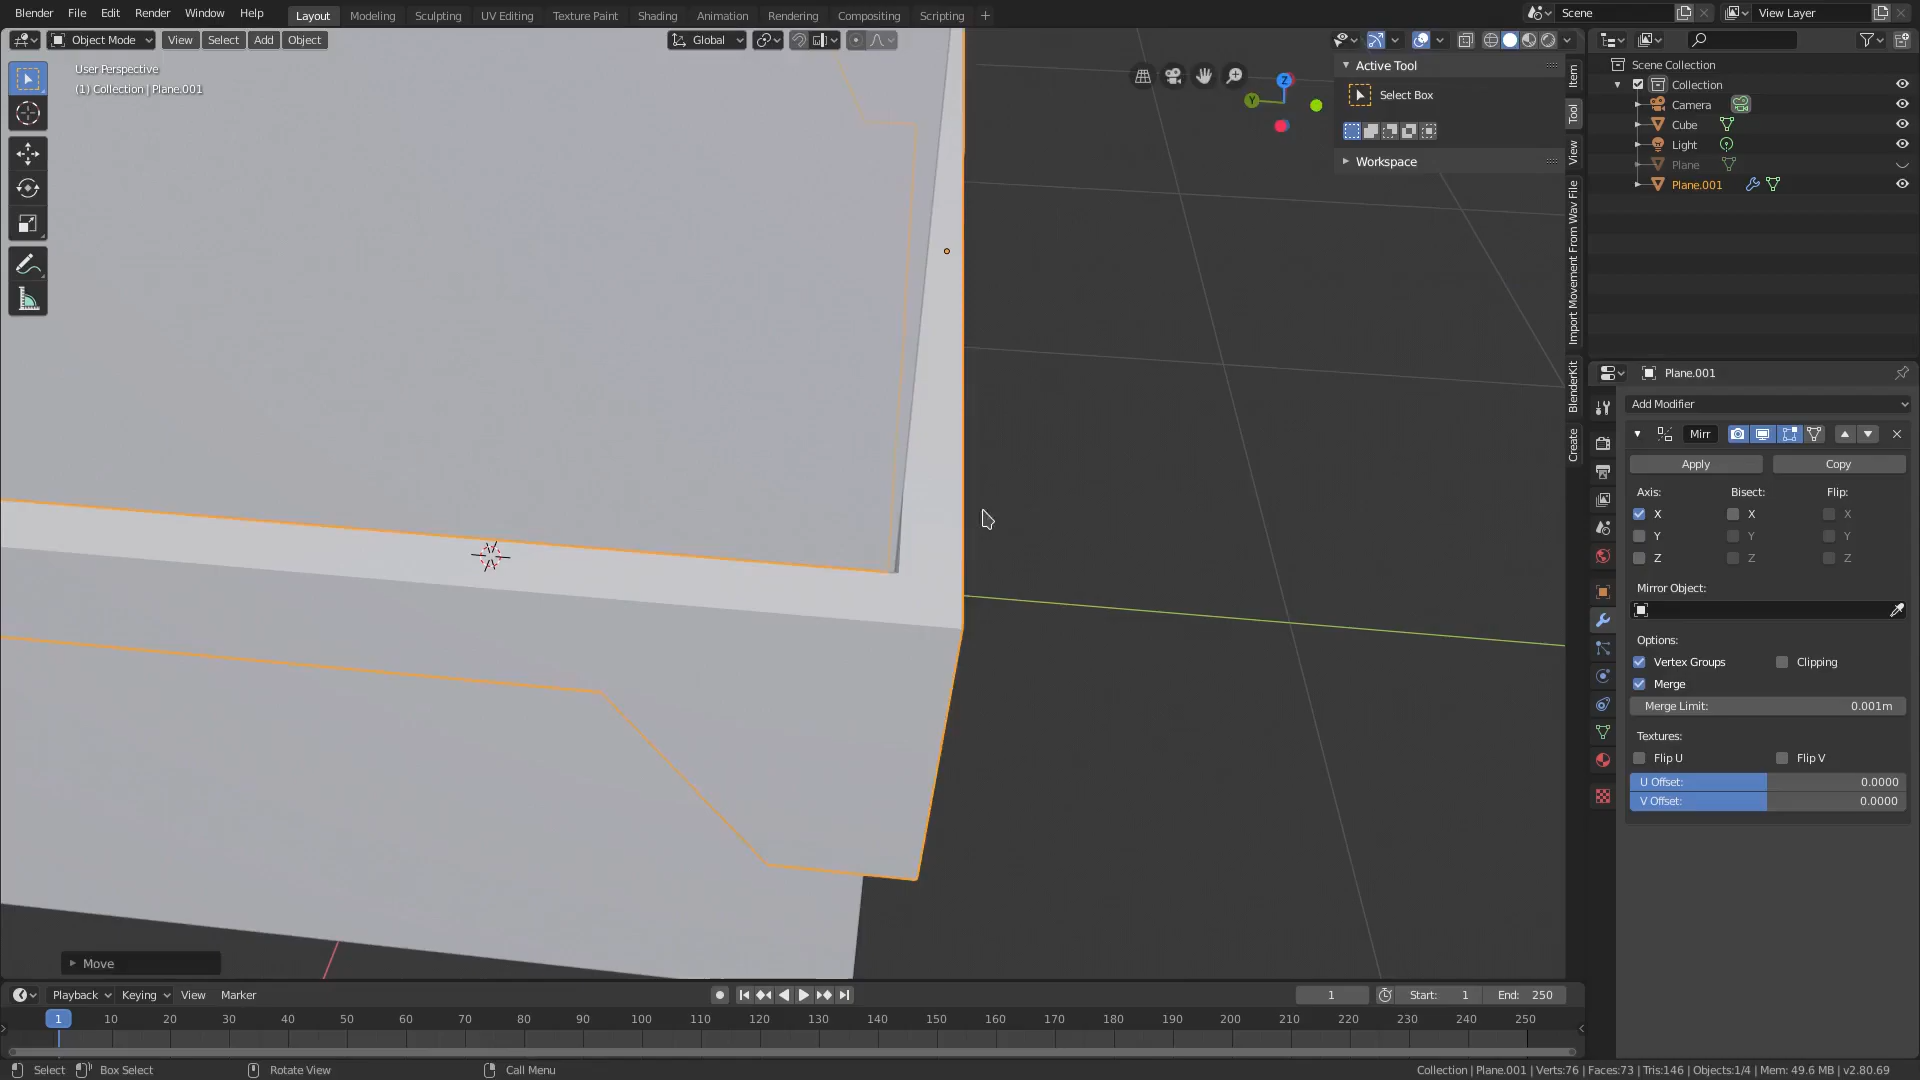 Blender File Edit Render Window Help Layout Modeling Sculpting UV Editing Texture Paint Shading Animation Rendering Compositing Scripting + Scene View Layer
Object Mode View Select Add Object Global
User Perspective
(1) Collection | Plane.001
Active Tool
Select Box
Workspace
Item
Tool
View
Import Movement From Wav File
BlenderKit
Create
Scene Collection
Collection
Camera
Cube
Light
Plane
Plane.001
Plane.001
Add Modifier
Mirr
Apply Copy
Axis: Bisect: Flip:
X X X
Y Y Y
Z Z Z
Mirror Object:
Options:
Vertex Groups Clipping
Merge
Merge Limit: 0.001m
Textures:
Flip U Flip V
U Offset: 0.0000
V Offset: 0.0000
Z
Y
Move
Playback Keying View Marker 1 Start: 1 End: 250
1 10 20 30 40 50 60 70 80 90 100 110 120 130 140 150 160 170 180 190 200 210 220 230 240 250
Select Box Select Rotate View Call Menu Collection | Plane.001 | Verts:76 | Faces:73 | Tris:146 | Objects:1/4 | Mem: 49.6 MB | v2.80.69